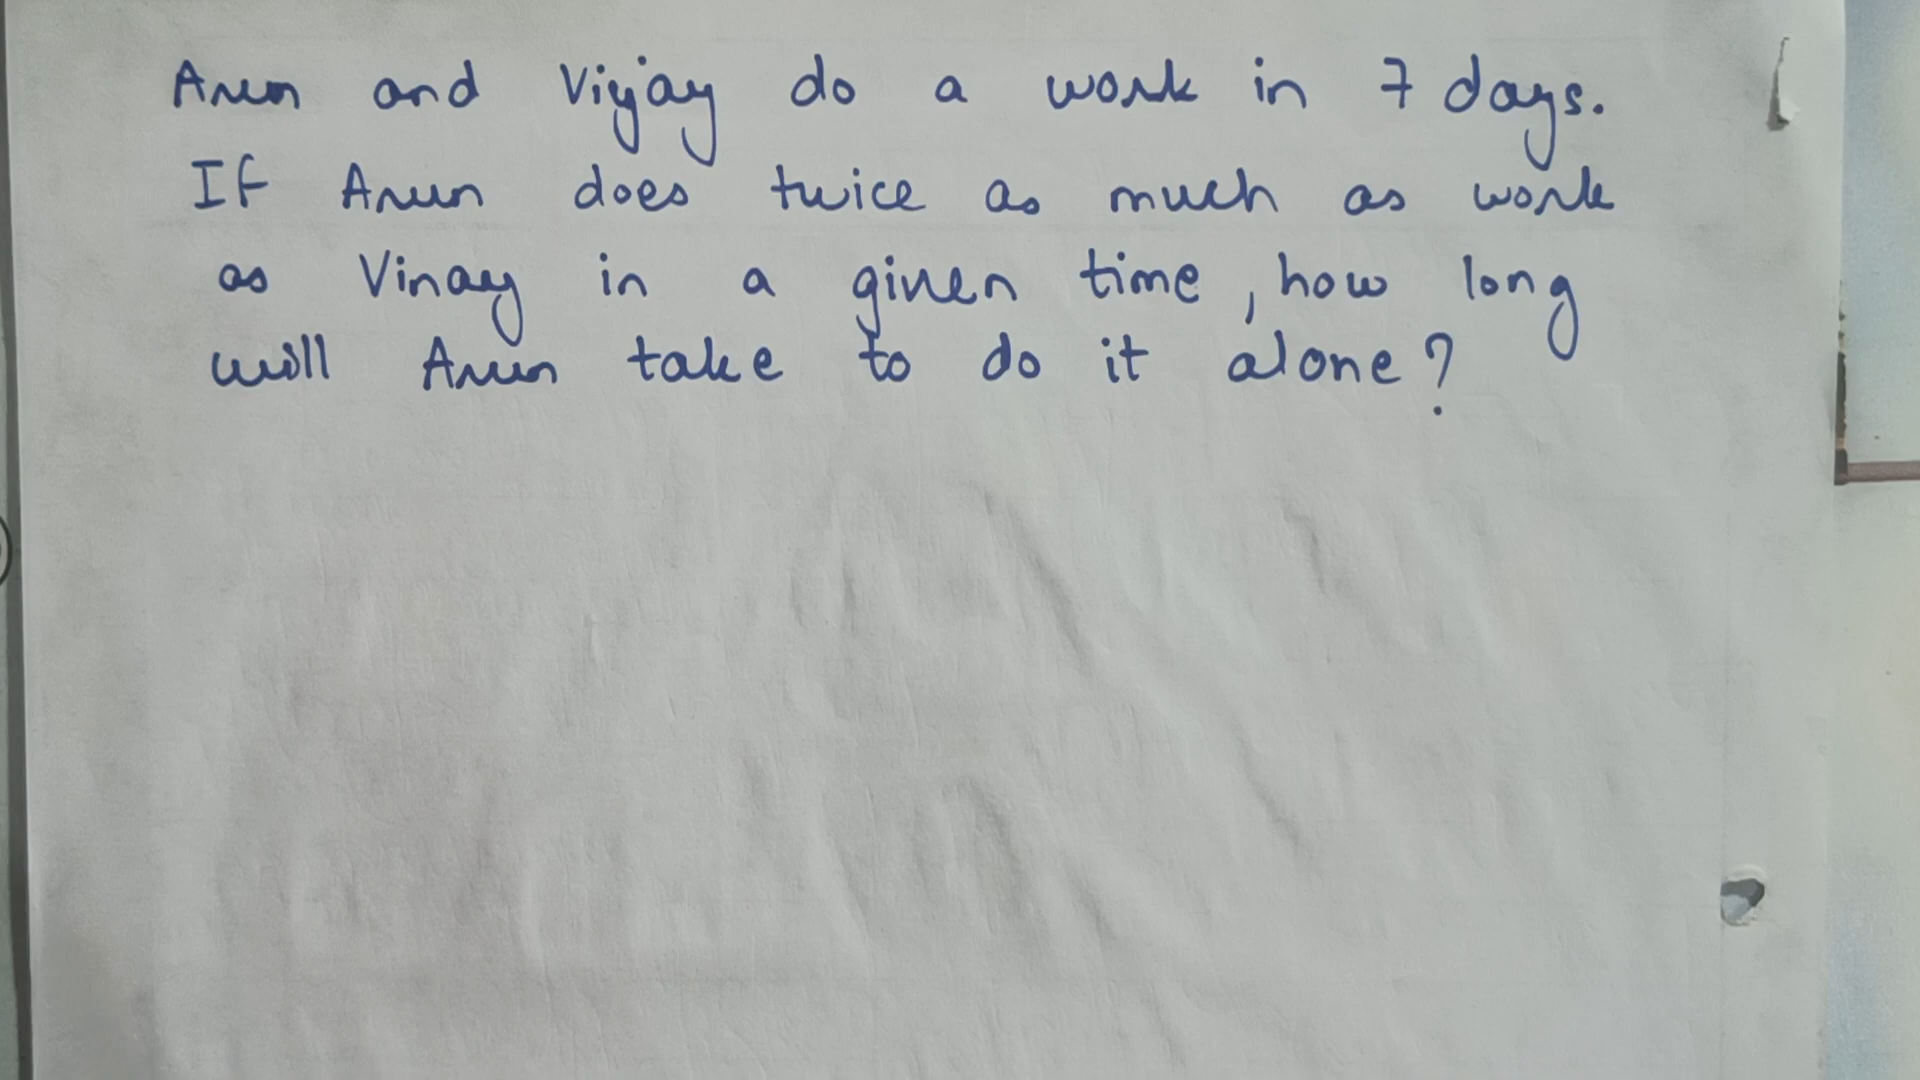 Arun and Vijay do a work in 7 days.
If Arun does twice as much as work
as Vinay in a given time, how long
will Arun take to do it alone?